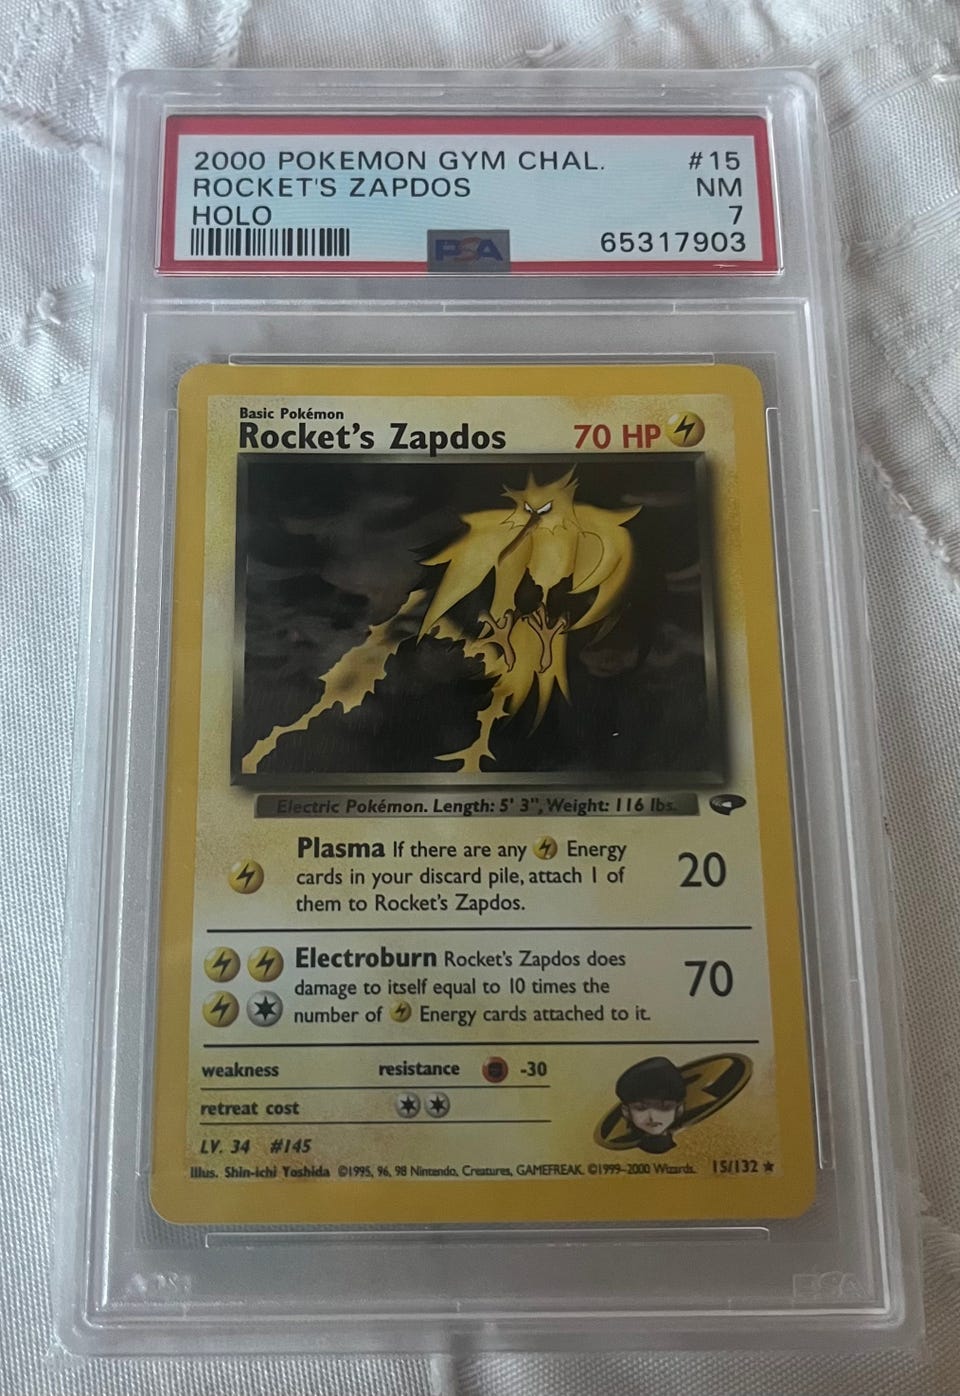 2000 POKEMON GYM CHAL. #15
ROCKET'S ZAPDOS NM
HOLO 7
PSA 65317903
Basic Pokémon
Rocket's Zapdos 70 HP
Electric Pokémon. Length: 5' 3", Weight: 116 lbs.
Plasma If there are any Energy
cards in your discard pile, attach 1 of
them to Rocket's Zapdos.
20
Electroburn Rocket's Zapdos does
damage to itself equal to 10 times the
number of Energy cards attached to it.
70
weakness resistance -30
retreat cost
LV. 34 #145
Illus. Shin-ichi Yoshida ©1995, 96, 98 Nintendo, Creatures, GAMEFREAK. ©1999-2000 Wizards. 15/132 ★
PSA